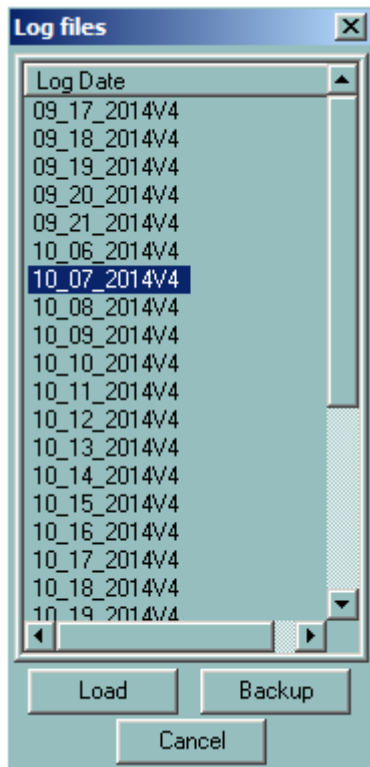 Log files
Log Date
09_17_2014V4
09_18_2014V4
09_19_2014V4
09_20_2014V4
09_21_2014V4
10_06_2014V4
10_07_2014V4
10_08_2014V4
10_09_2014V4
10_10_2014V4
10_11_2014V4
10_12_2014V4
10_13_2014V4
10_14_2014V4
10_15_2014V4
10_16_2014V4
10_17_2014V4
10_18_2014V4
10_19_2014V4
Load Backup
Cancel